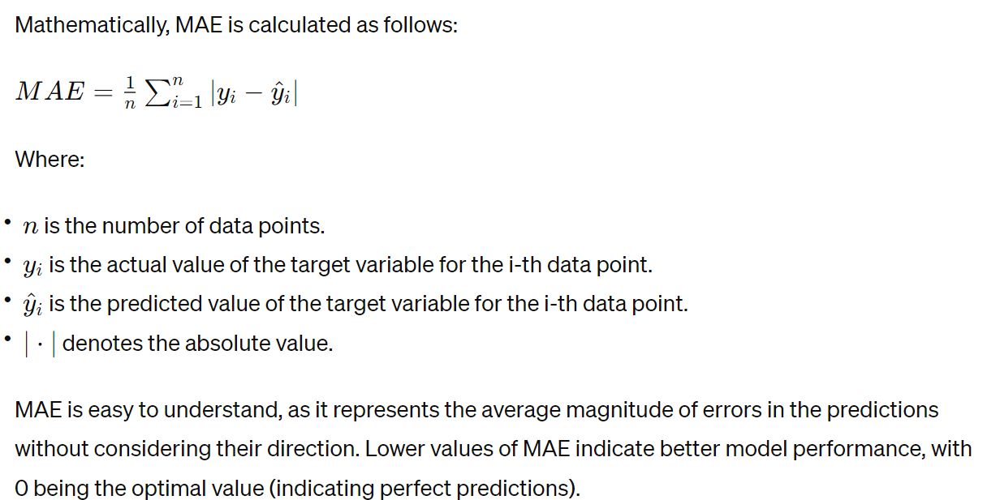 Mathematically, MAE is calculated as follows:
MAE = \frac{1}{n} \sum_{i=1}^{n} |y_i − \hat{y}_i|
Where:
• n is the number of data points.
• y_i is the actual value of the target variable for the i-th data point.
• \hat{y}_i is the predicted value of the target variable for the i-th data point.
• | · | denotes the absolute value.
MAE is easy to understand, as it represents the average magnitude of errors in the predictions
without considering their direction. Lower values of MAE indicate better model performance, with
0 being the optimal value (indicating perfect predictions).